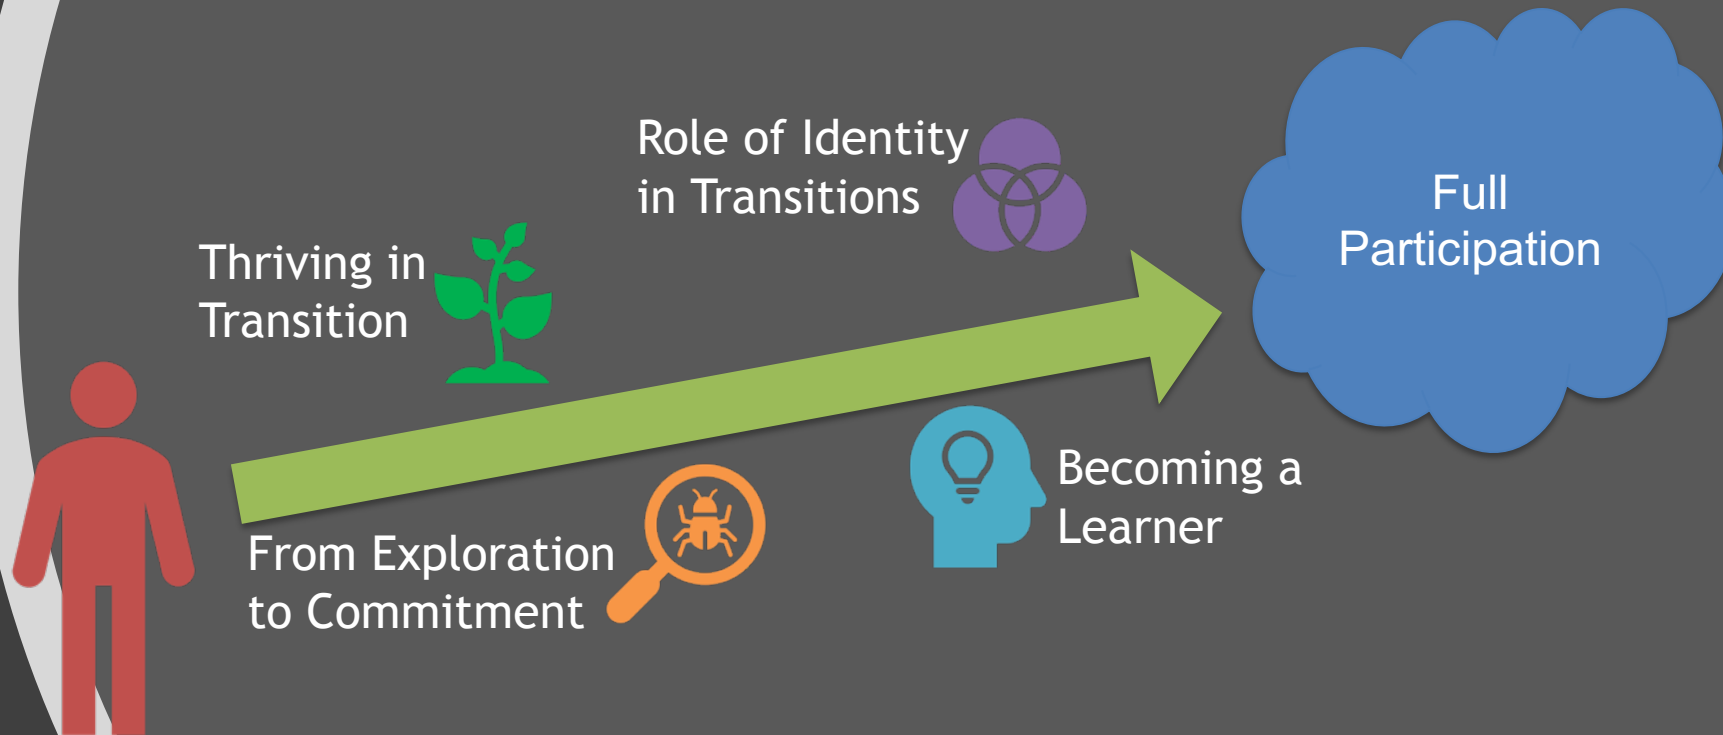 Thriving in
Transition
Role of Identity
in Transitions
Full
Participation
From Exploration
to Commitment
Becoming a
Learner